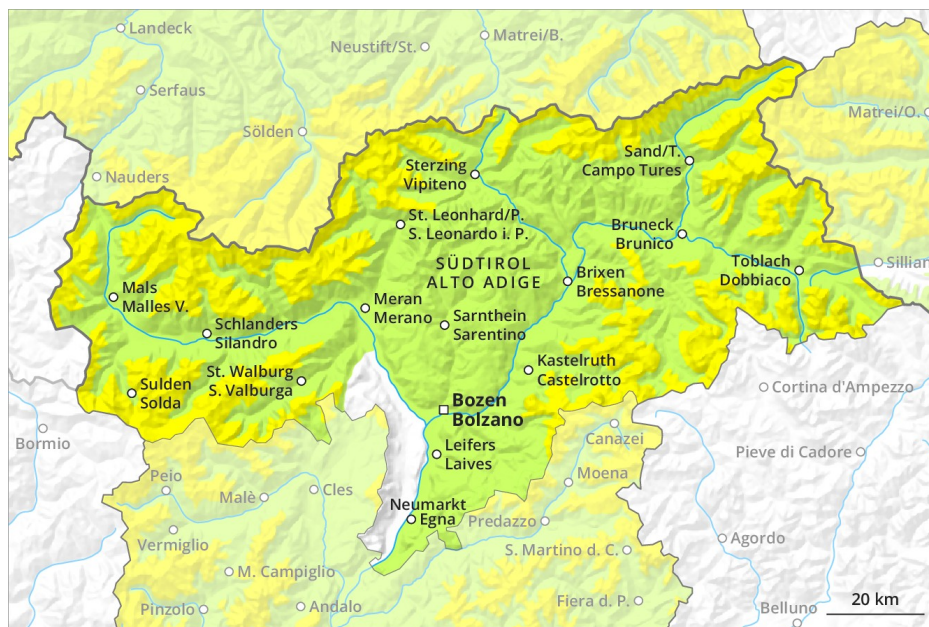 Landeck
Matrei/B.
Neustift/St.
Serfaus
Matrei/O.
Sölden
Sand/T.
Campo Tures
Sterzing
Vipiteno
Nauders
St. Leonhard/P.
S. Leonardo i. P.
Bruneck
Brunico
SÜDTIROL
ALTO ADIGE
Toblach
Dobbiaco
Sillian
Brixen
Bressanone
Mals
Malles V.
Meran
Merano
Sarnthein
Sarentino
Schlanders
Silandro
Kastelruth
Castelrotto
St. Walburg
S. Valburga
Sulden
Solda
Cortina d'Ampezzo
Bozen
Bolzano
Bormio
Canazei
Leifers
Laives
Pieve di Cadore
Moena
Peio
Cles
Malè
Neumarkt
Egna
Predazzo
Agordo
Vermiglio
S. Martino d. C.
M. Campiglio
Fiera d. P.
20 km
Pinzolo
Andalo
Belluno